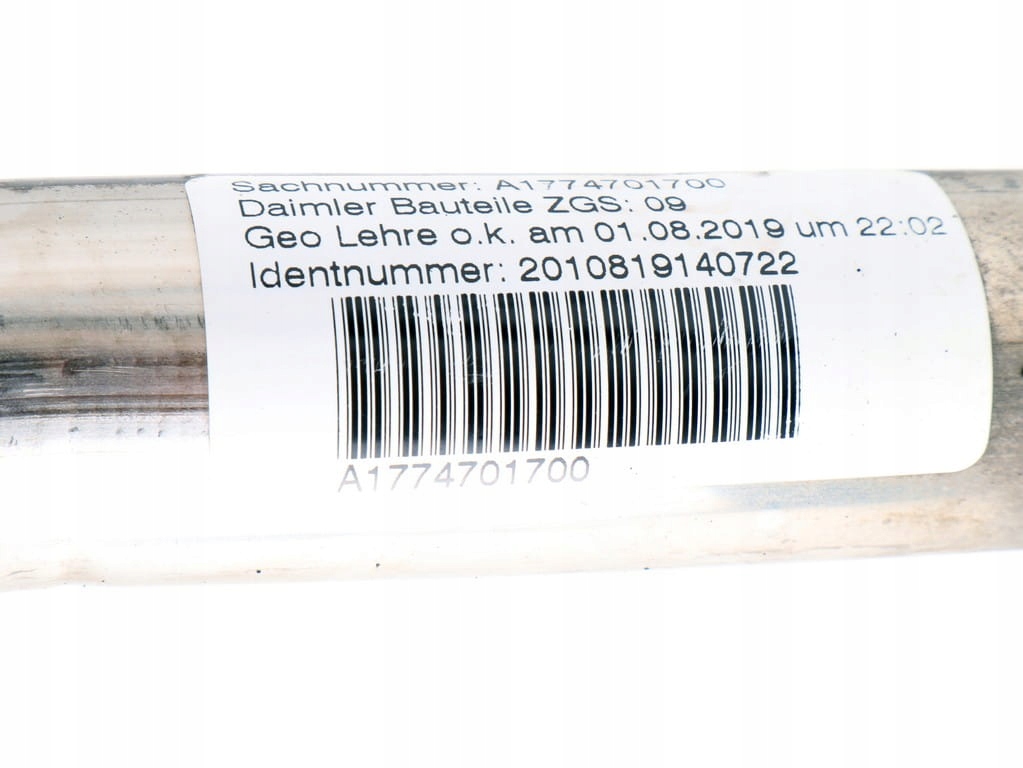 Sachnummer: A1774701700
Daimler Bauteile ZGS: 09
Geo Lehre o.k. am 01.08.2019 um 22:02
Identnummer: 2010819140722
A1774701700